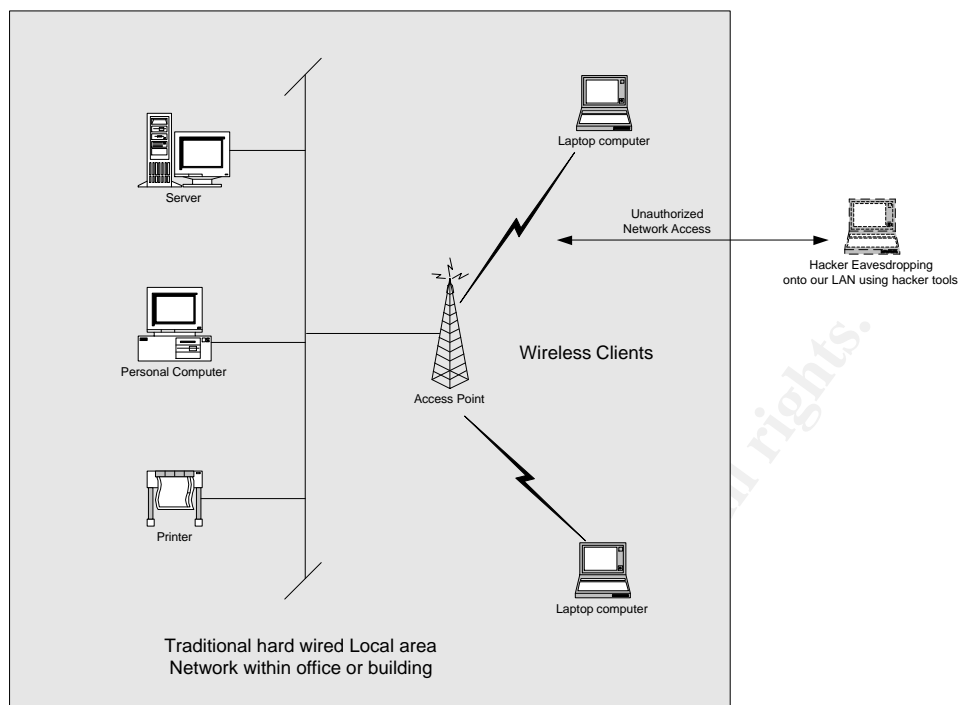 Laptop computer
Server
Unauthorized
Network Access
Hacker Eavesdropping
onto our LAN using hacker tools
Wireless Clients
Personal Computer
Access Point
Printer
Laptop computer
Traditional hard wired Local area
Network within office or building
rights.